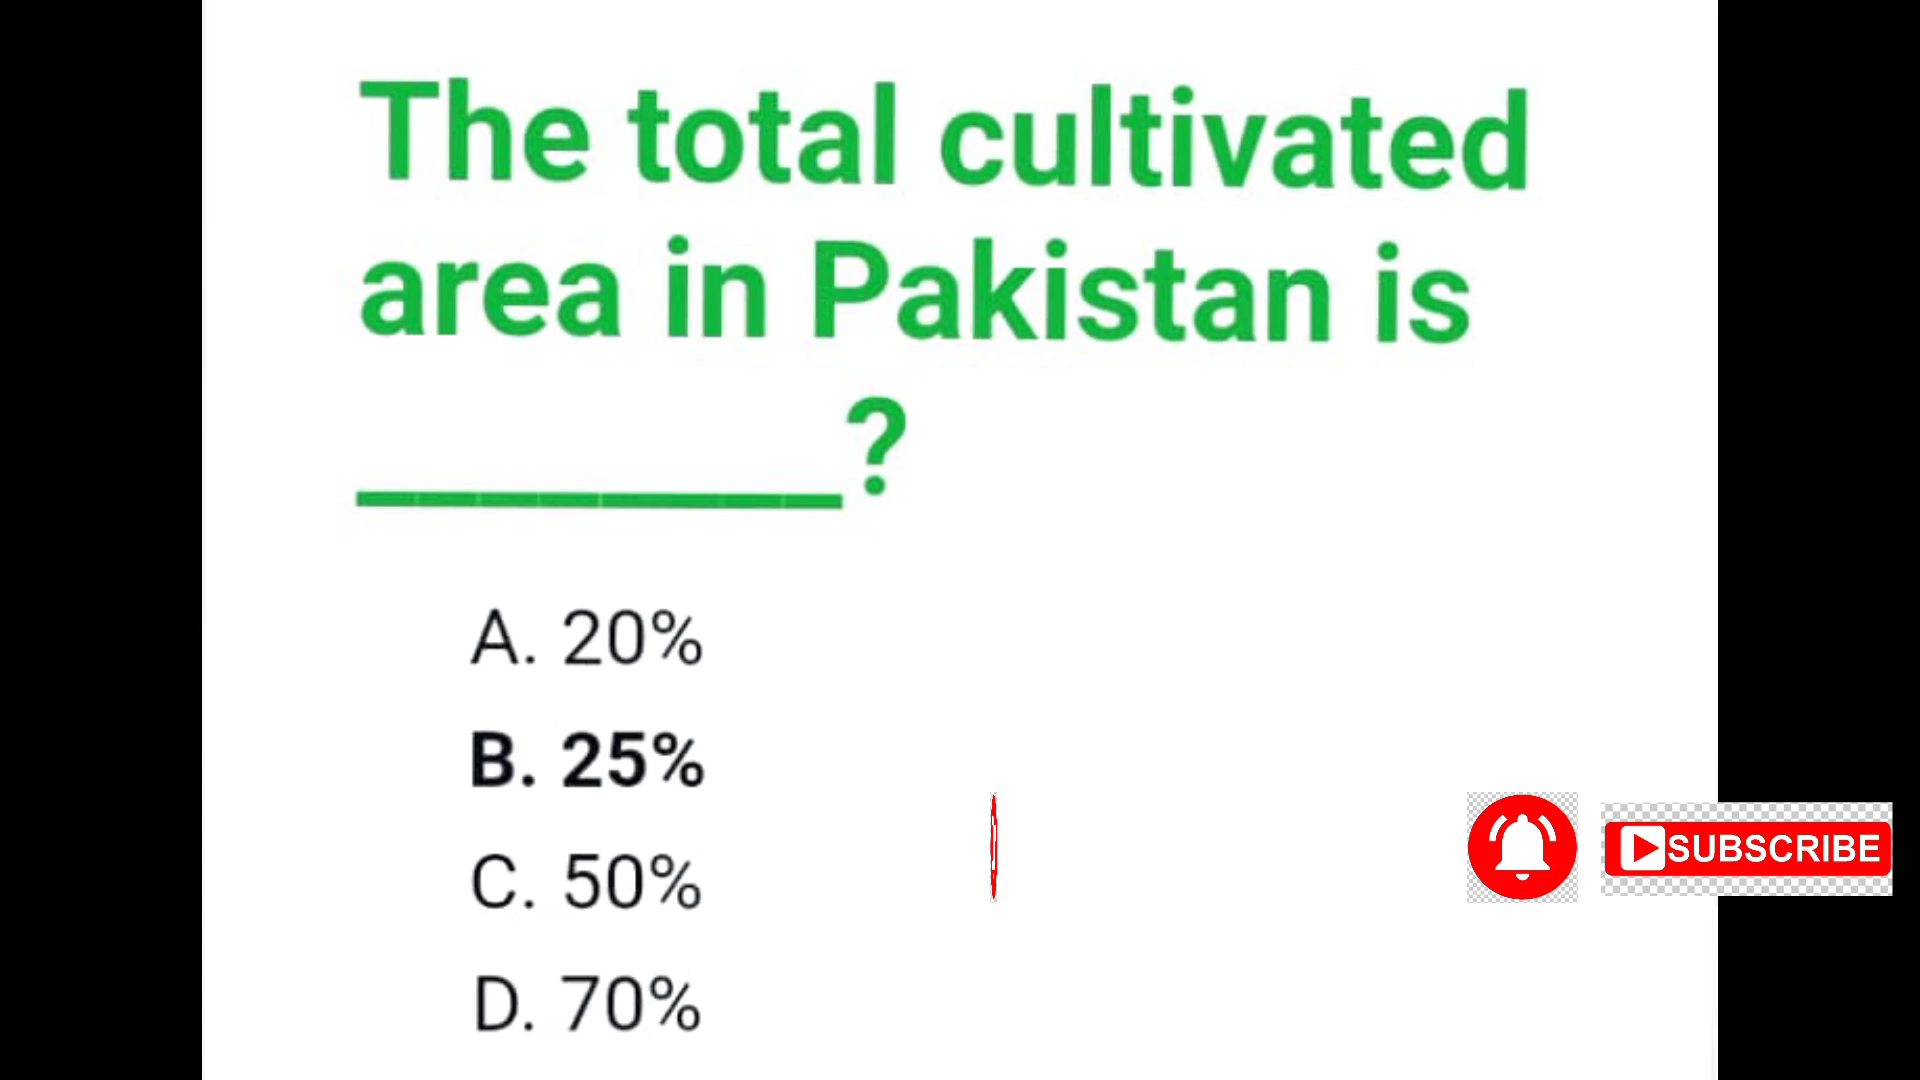 The total cultivated
area in Pakistan is
________?
A. 20%
B. 25%
C. 50%
D. 70%
SUBSCRIBE